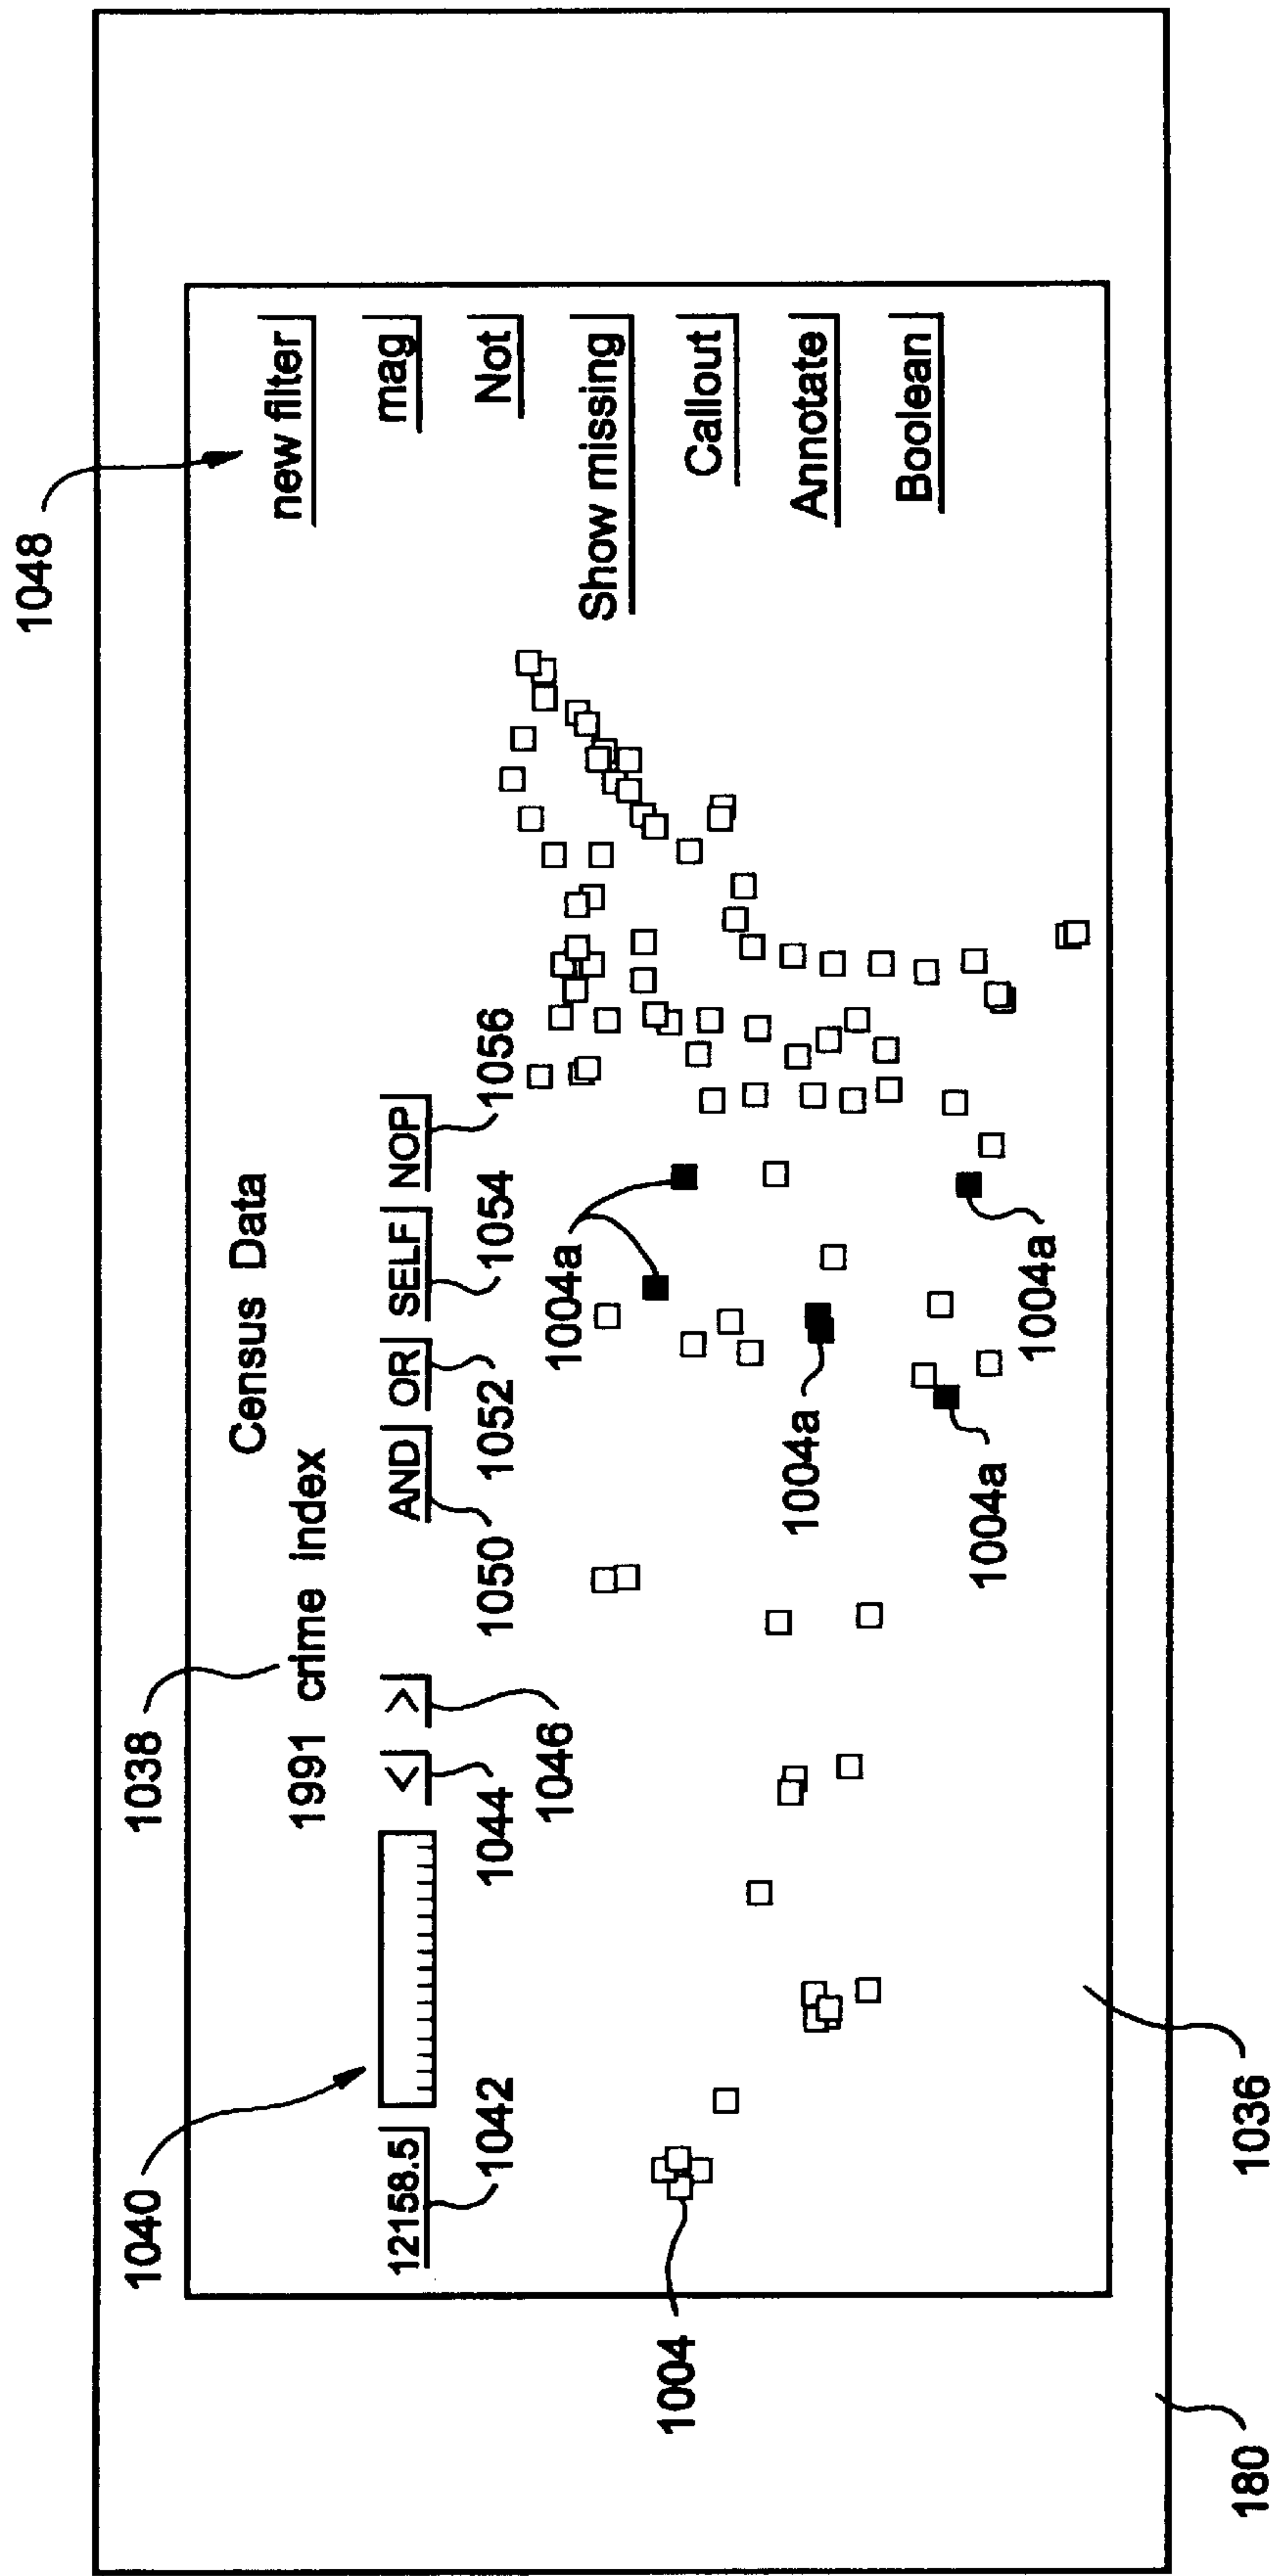 1048
Census Data
1038
1991 crime index
new filter
1040
12158.5
<
>
AND
OR
SELF
NOP
mag
1042
1044
1046
1050
1052
1054
1056
Not
1004a
Show missing
1004
Callout
1004a
Annotate
1004a
Boolean
1004a
180
1036